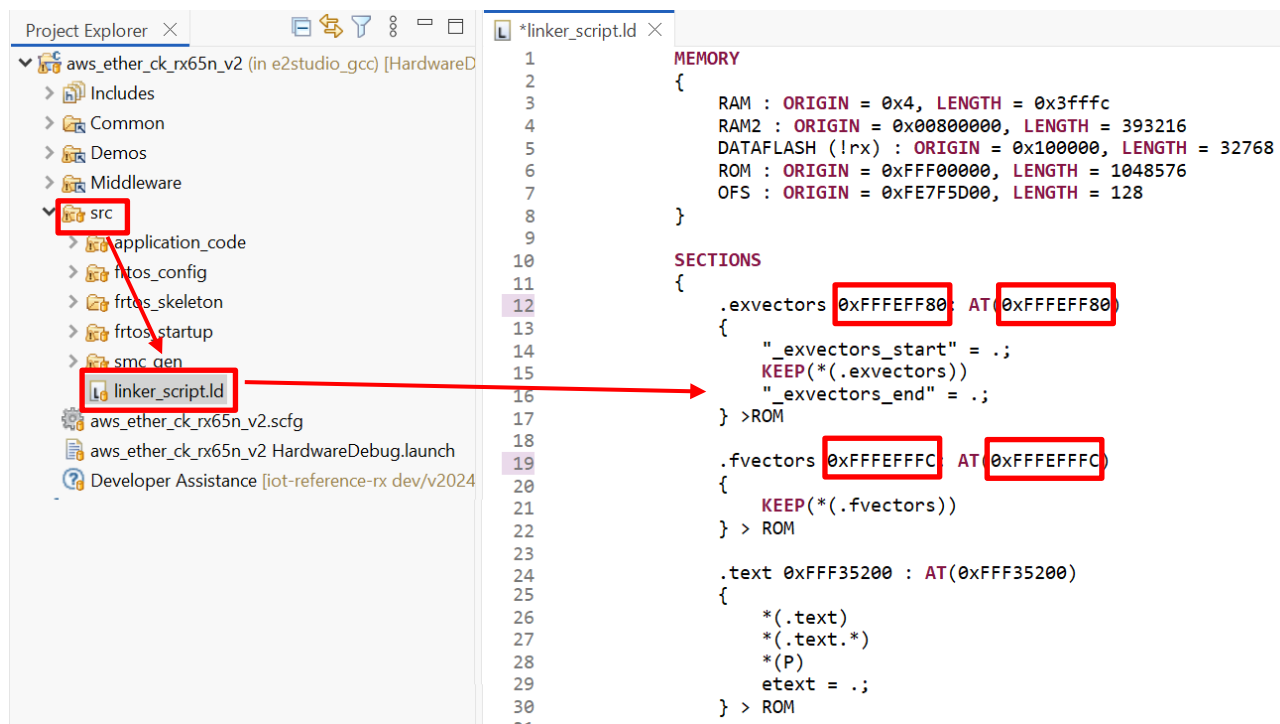 Project Explorer
aws_ether_ck_rx65n_v2 (in e2studio_gcc) [HardwareD
Includes
Common
Demos
Middleware
src
application_code
frtos_config
frtos_skeleton
frtos_startup
smc_gen
linker_script.ld
aws_ether_ck_rx65n_v2.scfg
aws_ether_ck_rx65n_v2 HardwareDebug.launch
Developer Assistance [iot-reference-rx dev/v2024
*linker_script.ld
1 MEMORY
2 {
3 RAM : ORIGIN = 0x4, LENGTH = 0x3fffc
4 RAM2 : ORIGIN = 0x00800000, LENGTH = 393216
5 DATAFLASH (!rx) : ORIGIN = 0x100000, LENGTH = 32768
6 ROM : ORIGIN = 0xFFF00000, LENGTH = 1048576
7 OFS : ORIGIN = 0xFE7F5D00, LENGTH = 128
8 }
9
10 SECTIONS
11 {
12 .exvectors 0xFFFEFF80: AT(0xFFFEFF80)
13 {
14 "_exvectors_start" = .;
15 KEEP(*(.exvectors))
16 "_exvectors_end" = .;
17 } >ROM
18
19 .fvectors 0xFFFEFFFC: AT(0xFFFEFFFC)
20 {
21 KEEP(*(.fvectors))
22 } > ROM
23
24 .text 0xFFF35200 : AT(0xFFF35200)
25 {
26 *(.text)
27 *(.text.*)
28 *(P)
29 etext = .;
30 } > ROM